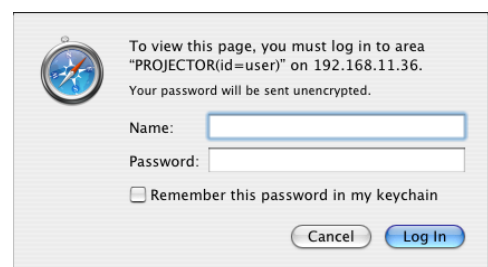 To view this page, you must log in to area
“PROJECTOR(id=user)” on 192.168.11.36.
Your password will be sent unencrypted.
Name:
Password:
Remember this password in my keychain
Cancel Log In